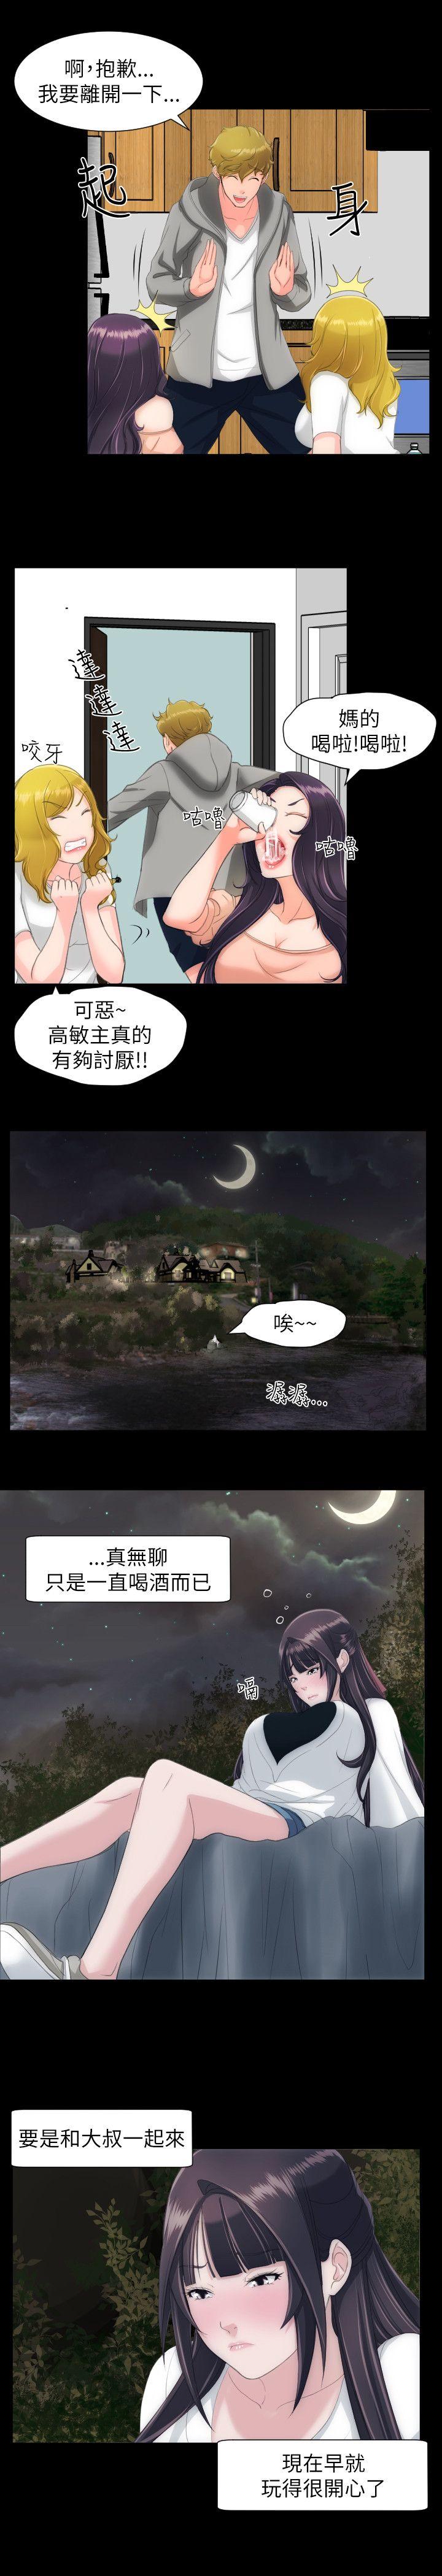 啊,抱歉...
我要離開一下...
起
身
達
達
達
咬牙
媽的
喝啦!喝啦!
咕嚕
咕嚕
可惡~
高敏主真的
有夠討厭!!
唉~~
潺潺...
...真無聊
只是一直喝酒而已
嗝
要是和大叔一起來
現在早就
玩得很開心了